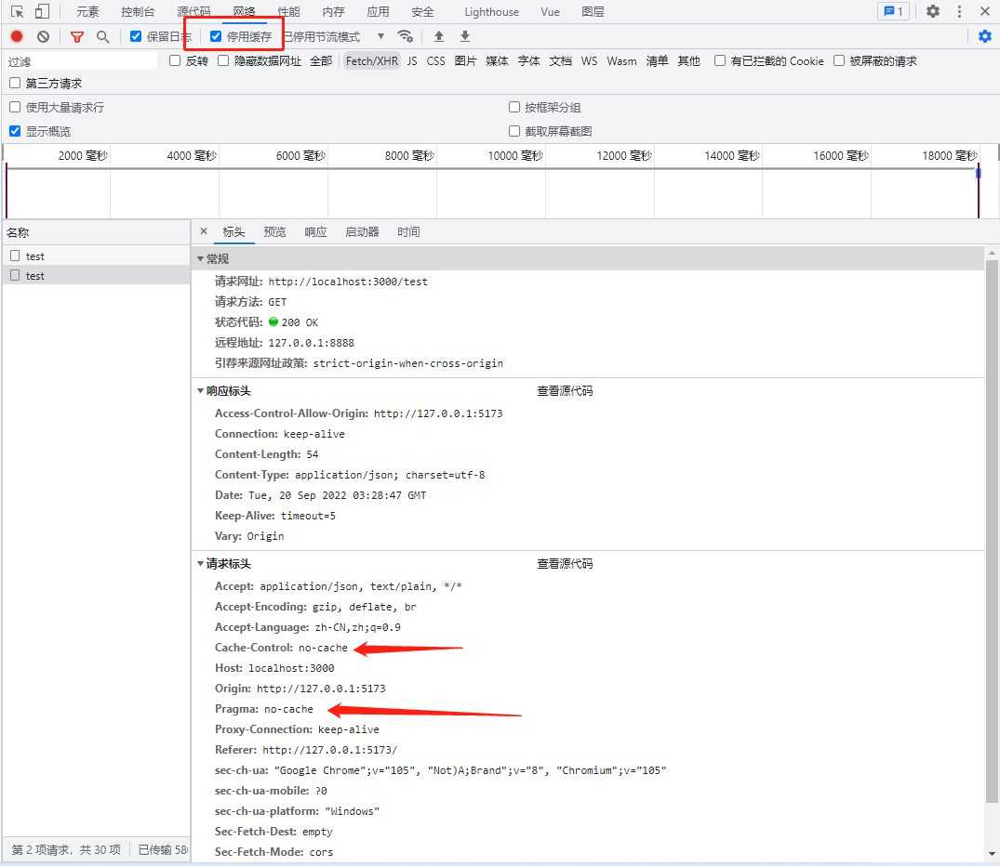 元素 控制台 源代码 网络 性能 内存 应用 安全 Lighthouse Vue 图层 1
保留日志 停用缓存 已停用节流模式
过滤 反转 隐藏数据网址 全部 Fetch/XHR JS CSS 图片 媒体 字体 文档 WS Wasm 清单 其他 有已拦截的 Cookie 被屏蔽的请求
第三方请求
使用大量请求行 按框架分组
显示概览 截取屏幕截图
2000 毫秒 4000 毫秒 6000 毫秒 8000 毫秒 10000 毫秒 12000 毫秒 14000 毫秒 16000 毫秒 18000 毫秒
名称 标头 预览 响应 启动器 时间
test
test
常规
请求网址: http://localhost:3000/test
请求方法: GET
状态代码: 200 OK
远程地址: 127.0.0.1:8888
引荐来源网址政策: strict-origin-when-cross-origin
响应标头 查看源代码
Access-Control-Allow-Origin: http://127.0.0.1:5173
Connection: keep-alive
Content-Length: 54
Content-Type: application/json; charset=utf-8
Date: Tue, 20 Sep 2022 03:28:47 GMT
Keep-Alive: timeout=5
Vary: Origin
请求标头 查看源代码
Accept: application/json, text/plain, */*
Accept-Encoding: gzip, deflate, br
Accept-Language: zh-CN,zh;q=0.9
Cache-Control: no-cache
Host: localhost:3000
Origin: http://127.0.0.1:5173
Pragma: no-cache
Proxy-Connection: keep-alive
Referer: http://127.0.0.1:5173/
sec-ch-ua: "Google Chrome";v="105", "Not)A;Brand";v="8", "Chromium";v="105"
sec-ch-ua-mobile: ?0
sec-ch-ua-platform: "Windows"
Sec-Fetch-Dest: empty
Sec-Fetch-Mode: cors
第 2 项请求，共 30 项 已传输